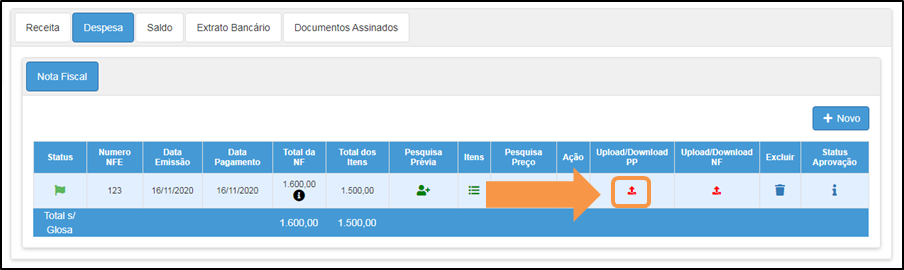 Receita Despesa Saldo Extrato Bancário Documentos Assinados
Nota Fiscal
+ Novo
Status Numero NFE Data Emissão Data Pagamento Total da NF Total dos Itens Pesquisa Prévia Itens Pesquisa Preço Ação Upload/Download PP Upload/Download NF Excluir Status Aprovação
123 16/11/2020 16/11/2020 1.600,00 1.500,00
Total s/ Glosa 1.600,00 1.500,00